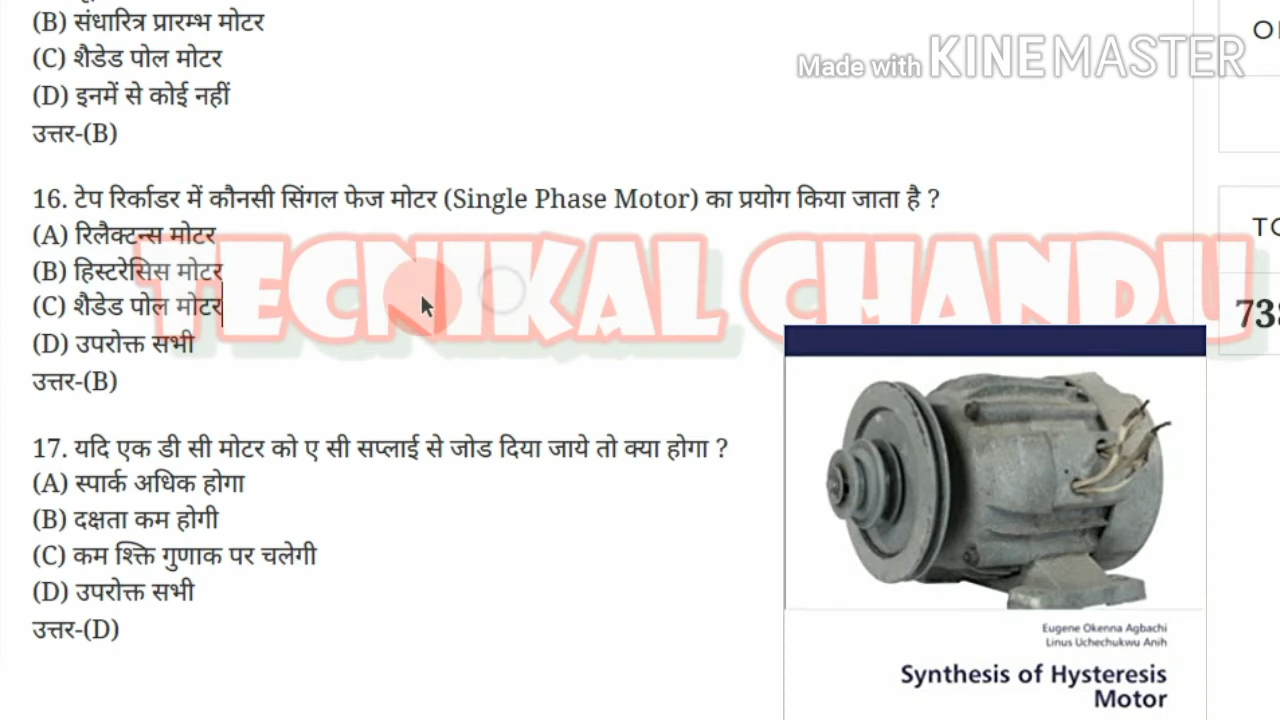 (B) संधारित्र प्रारम्भ मोटर
(C) शैडेड पोल मोटर
(D) इनमें से कोई नहीं
उत्तर-(B)
Made with KINEMASTER
16. टेप रिर्काडर में कौनसी सिंगल फेज मोटर (Single Phase Motor) का प्रयोग किया जाता है ?
(A) रिलैक्टन्स मोटर
(B) हिस्टरेसिस मोटर
(C) शैडेड पोल मोटर
(D) उपरोक्त सभी
उत्तर-(B)
TECNIKAL CHANDU
17. यदि एक डी सी मोटर को ए सी सप्लाई से जोड दिया जाये तो क्या होगा ?
(A) स्पार्क अधिक होगा
(B) दक्षता कम होगी
(C) कम श्क्ति गुणाक पर चलेगी
(D) उपरोक्त सभी
उत्तर-(D)
Eugene Okenna Agbachi
Linus Uchechukwu Anih
Synthesis of Hysteresis
Motor